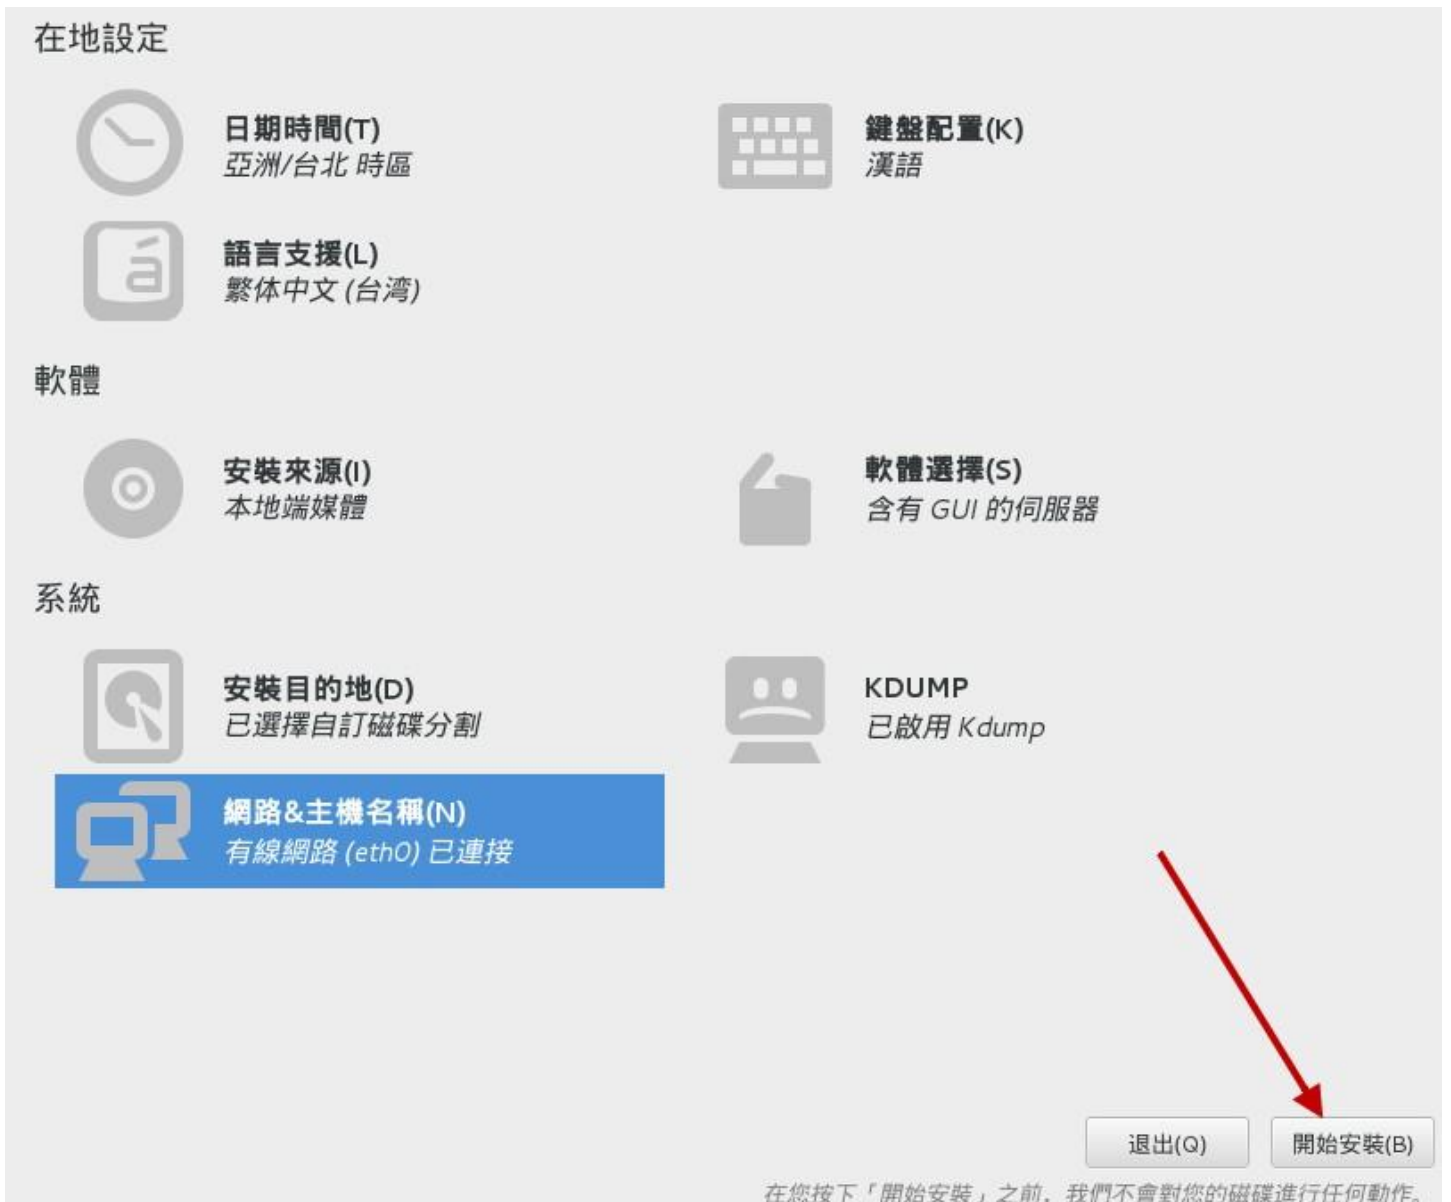 在地設定
日期時間(T)
亞洲/台北 時區
鍵盤配置(K)
漢語
語言支援(L)
繁体中文 (台湾)
軟體
安裝來源(I)
本地端媒體
軟體選擇(S)
含有 GUI 的伺服器
系統
安裝目的地(D)
已選擇自訂磁碟分割
KDUMP
已啟用 Kdump
網路&主機名稱(N)
有線網路 (eth0) 已連接
退出(Q)
開始安裝(B)
在您按下「開始安裝」之前，我們不會對您的磁碟進行任何動作。